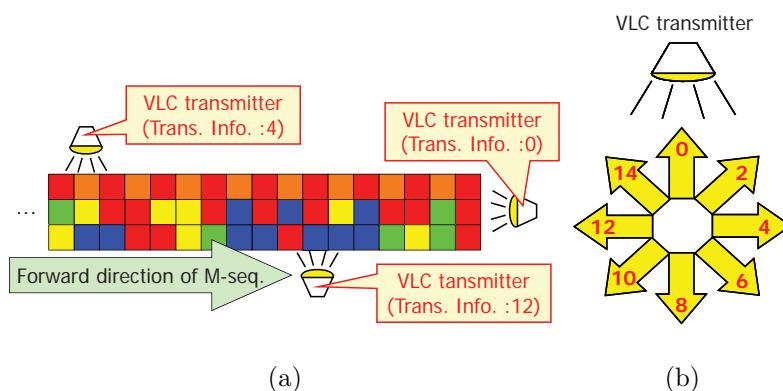 VLC transmitter
(Trans. Info. :4)
VLC transmitter
(Trans. Info. :0)
...
Forward direction of M-seq.
VLC tansmitter
(Trans. Info. :12)
(a)
VLC transmitter
0
14
2
12
4
10
6
8
(b)